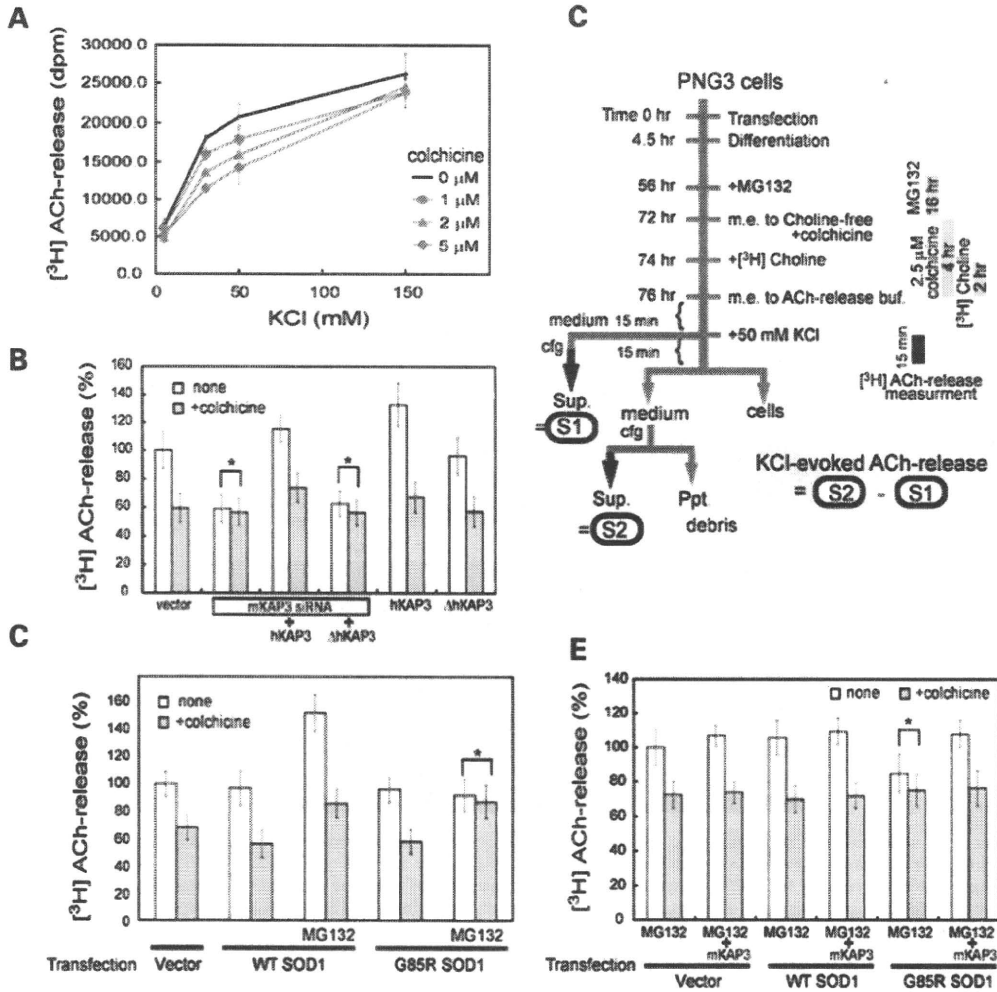 A
[³H] ACh-release (dpm)
30000.0
25000.0
20000.0
15000.0
10000.0
5000.0
0.0
0
50
100
150
KCl (mM)
colchicine
0 μM
1 μM
2 μM
5 μM
C
PNG3 cells
Time 0 hr
Transfection
4.5 hr
Differentiation
56 hr
+MG132
72 hr
m.e. to Choline-free
+colchicine
74 hr
+[³H] Choline
76 hr
m.e. to ACh-release buf.
15 min
+50 mM KCl
15 min
medium
cfg
Sup.
= S1
medium
cfg
cells
Sup.
= S2
Ppt.
debris
KCl-evoked ACh-release
= S2 - S1
MG132
16 hr
2.5 μM
colchicine
4 hr
[³H] Choline
2 hr
15 min
[³H] ACh-release
measurment
B
[³H] ACh-release (%)
160
140
120
100
80
60
40
20
0
none
+colchicine
*
*
vector
mKAP3 siRNA
+
hKAP3
+
ΔhKAP3
hKAP3
ΔhKAP3
C
[³H] ACh-release (%)
160
140
120
100
80
60
40
20
0
none
+colchicine
*
MG132
MG132
Transfection
Vector
WT SOD1
G85R SOD1
E
[³H] ACh-release (%)
140
120
100
80
60
40
20
0
none
+colchicine
*
MG132
MG132
+
mKAP3
MG132
MG132
+
mKAP3
MG132
MG132
+
mKAP3
Transfection
Vector
WT SOD1
G85R SOD1